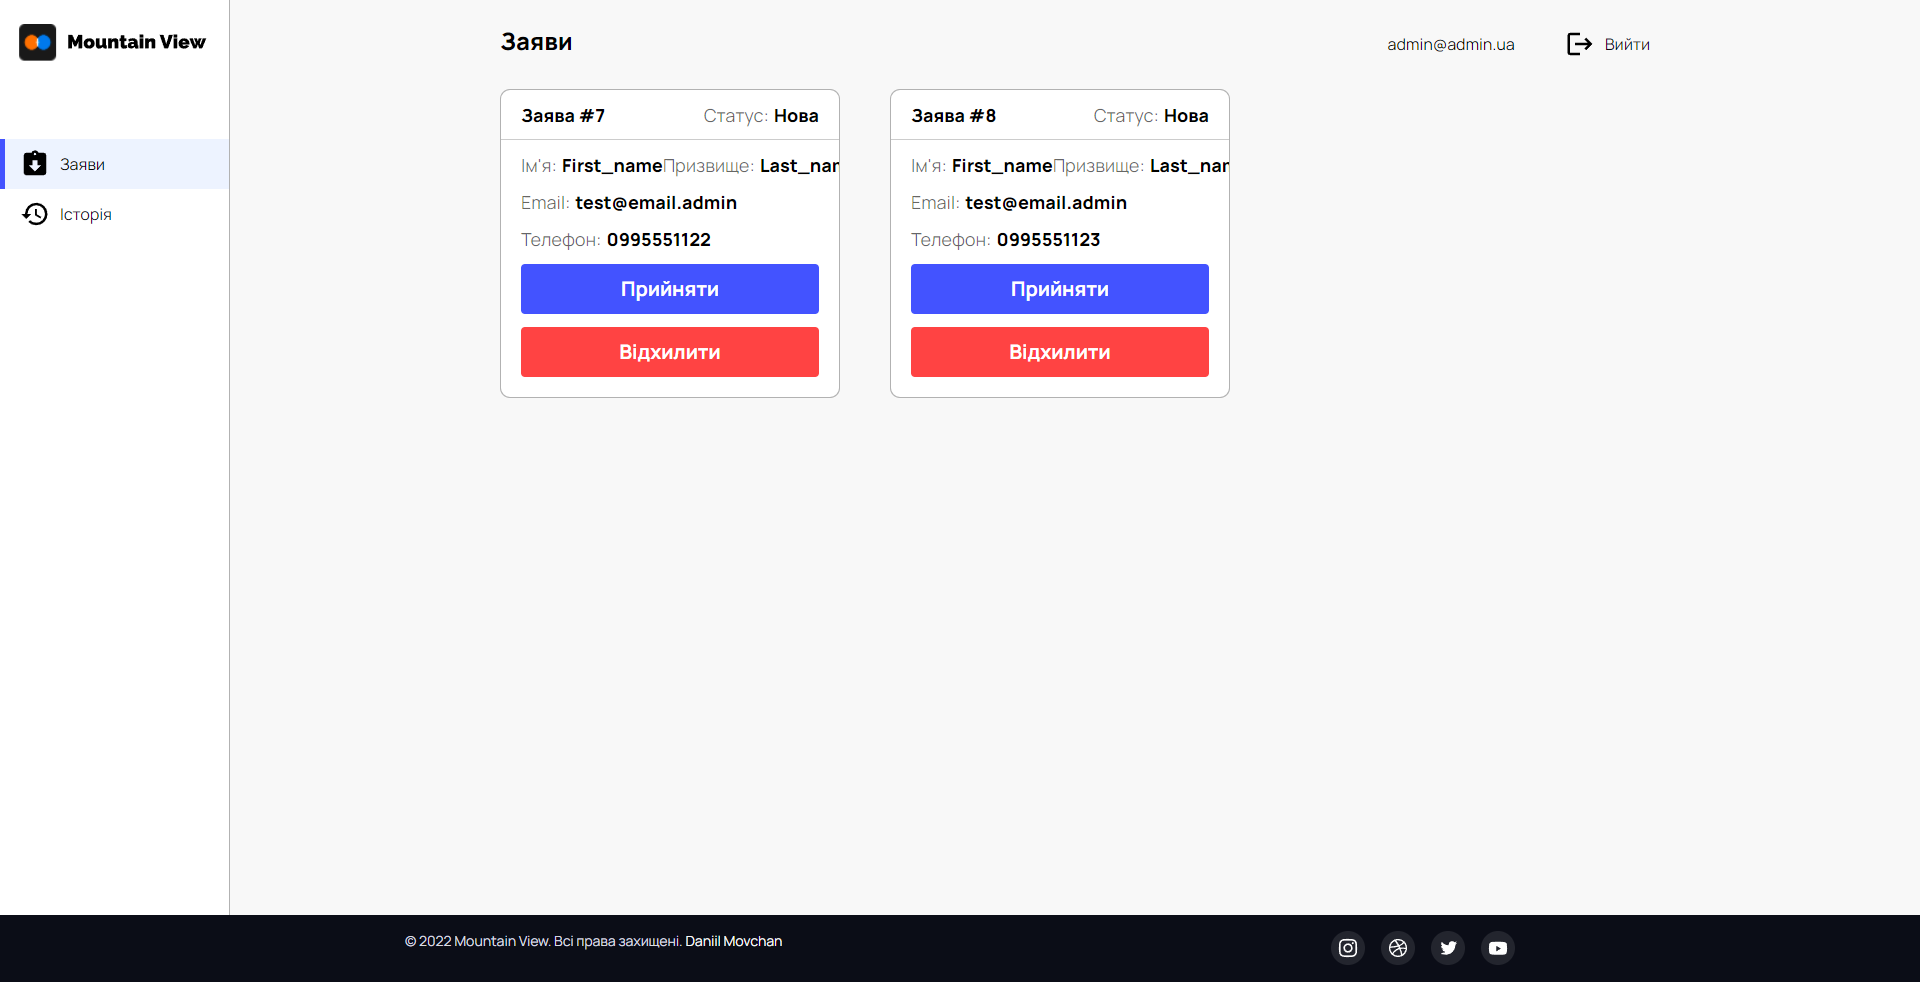 Mountain View
Заяви
Історія
Заяви
admin@admin.ua
Вийти
Заява #7 Статус: Нова
Ім'я: First_nameПризвище: Last_nar
Email: test@email.admin
Телефон: 0995551122
Прийняти
Відхилити
Заява #8 Статус: Нова
Ім'я: First_nameПризвище: Last_nar
Email: test@email.admin
Телефон: 0995551123
Прийняти
Відхилити
© 2022 Mountain View. Всі права захищені. Daniil Movchan